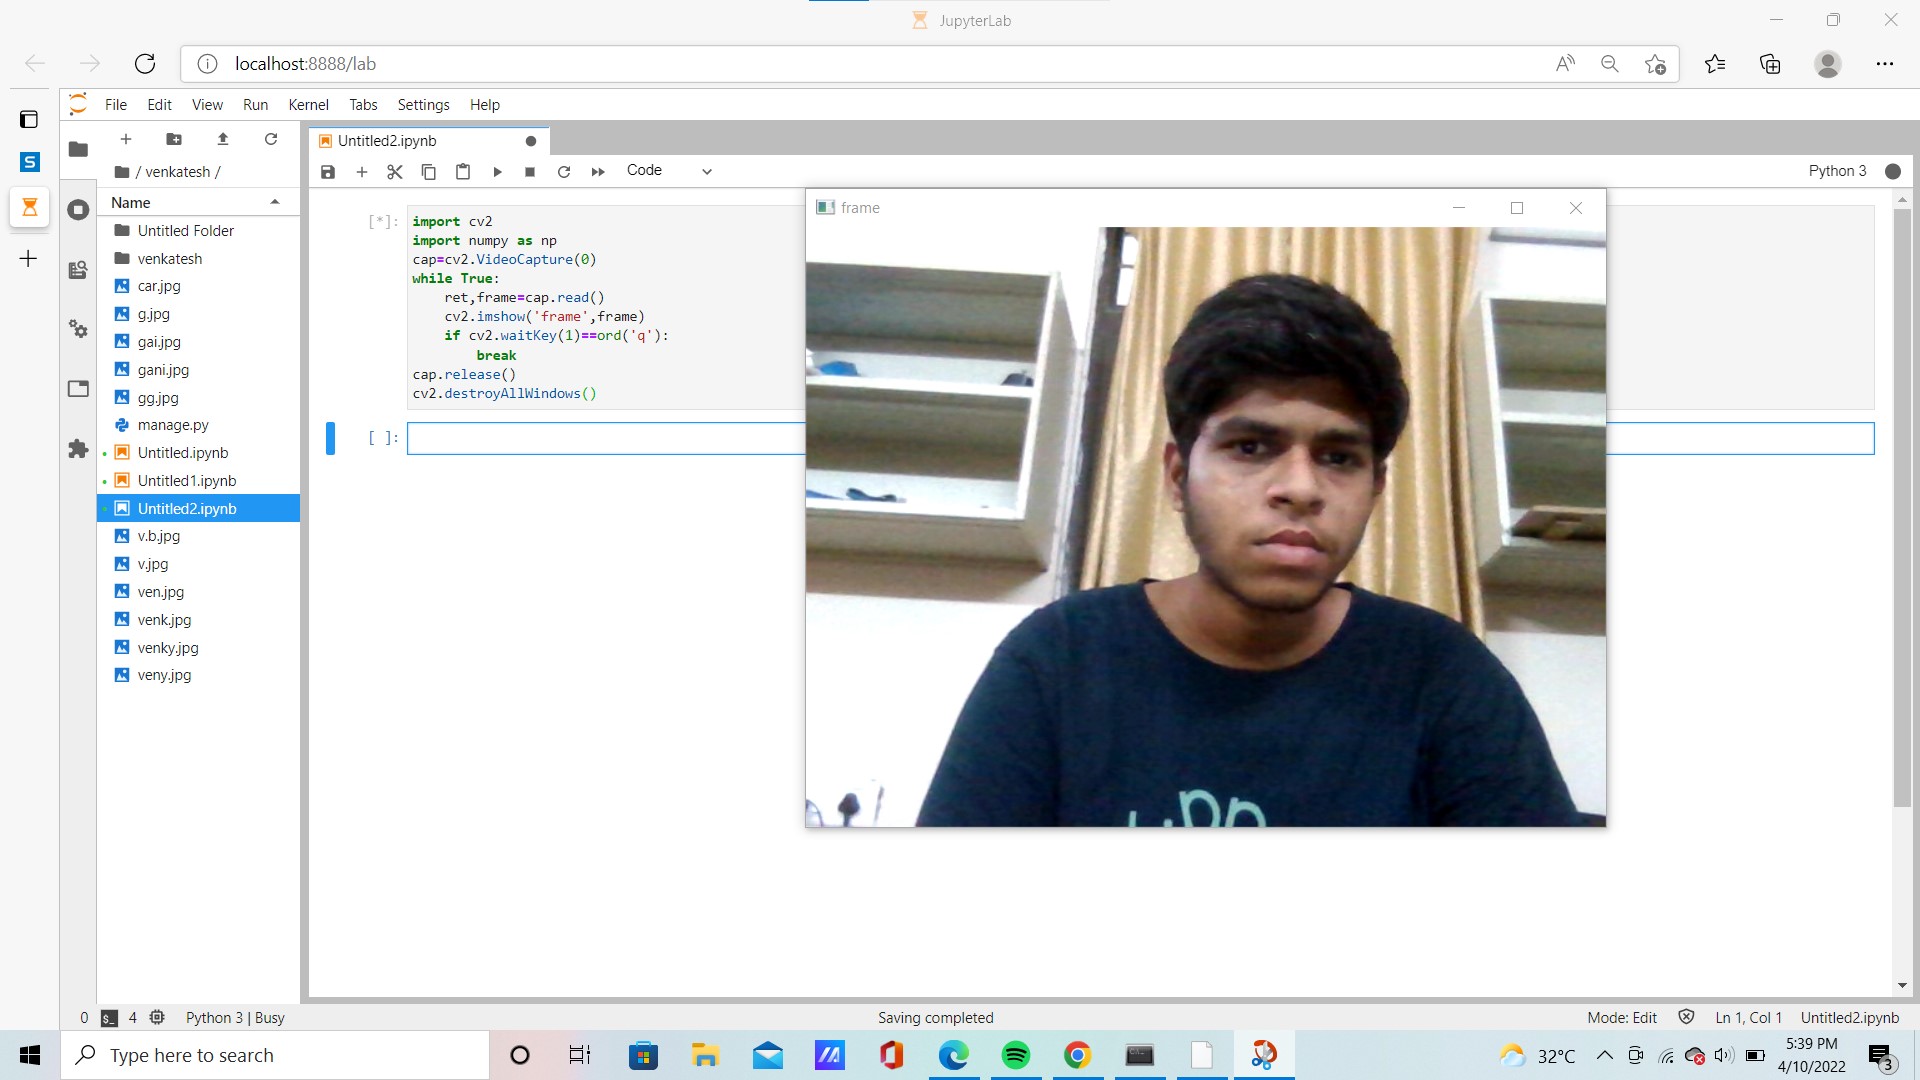 JupyterLab
localhost:8888/lab
File Edit View Run Kernel Tabs Settings Help
/ venkatesh /
Name
Untitled Folder
venkatesh
car.jpg
g.jpg
gai.jpg
gani.jpg
gg.jpg
manage.py
Untitled.ipynb
Untitled1.ipynb
Untitled2.ipynb
v.b.jpg
v.jpg
ven.jpg
venk.jpg
venky.jpg
veny.jpg
Untitled2.ipynb
Code
Python 3
[*]:
import cv2
import numpy as np
cap=cv2.VideoCapture(0)
while True:
    ret,frame=cap.read()
    cv2.imshow('frame',frame)
    if cv2.waitKey(1)==ord('q'):
        break
cap.release()
cv2.destroyAllWindows()
[ ]:
frame
0 4 Python 3 | Busy
Saving completed
Mode: Edit Ln 1, Col 1 Untitled2.ipynb
Type here to search
32°C
5:39 PM
4/10/2022
3